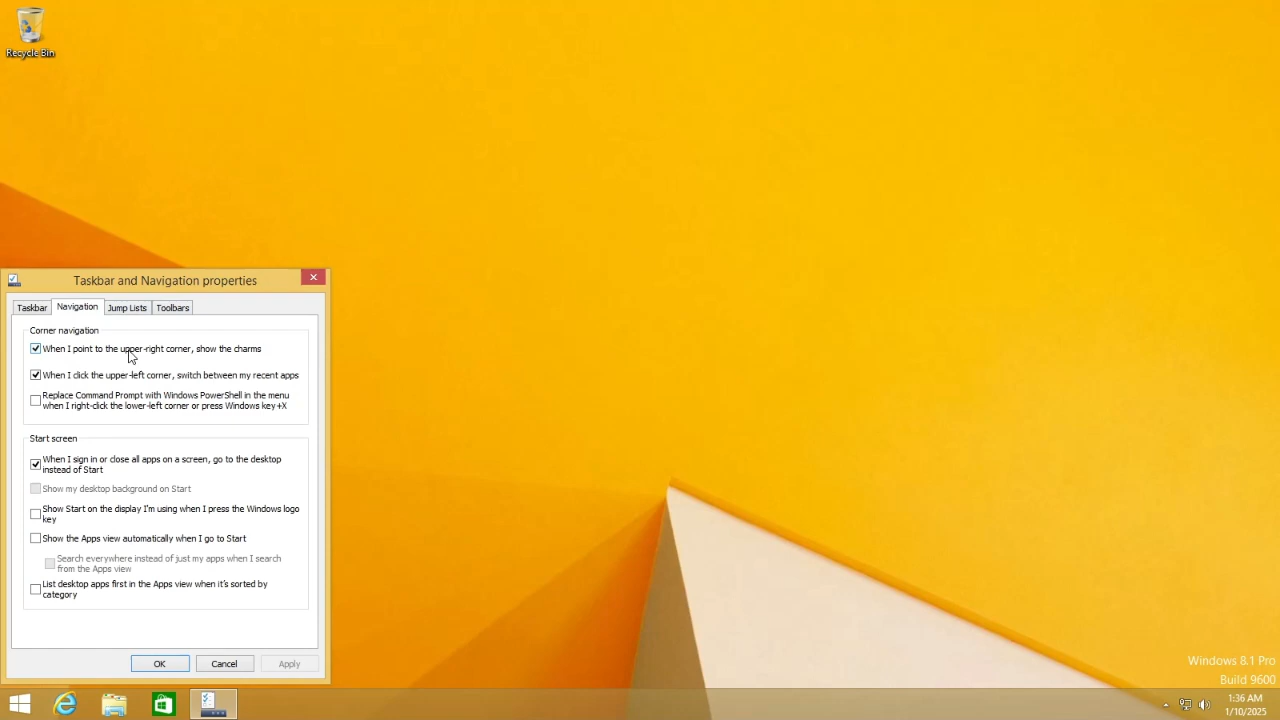 Recycle Bin
Taskbar and Navigation properties
Taskbar
Navigation
Jump Lists
Toolbars
Corner navigation
When I point to the upper-right corner, show the charms
When I click the upper-left corner, switch between my recent apps
Replace Command Prompt with Windows PowerShell in the menu
when I right-click the lower-left corner or press Windows key+X
Start screen
When I sign in or close all apps on a screen, go to the desktop
instead of Start
Show my desktop background on Start
Show Start on the display I'm using when I press the Windows logo
key
Show the Apps view automatically when I go to Start
Search everywhere instead of just my apps when I search
from the Apps view
List desktop apps first in the Apps view when it's sorted by
category
OK
Cancel
Apply
Windows 8.1 Pro
Build 9600
1:36 AM
1/10/2025